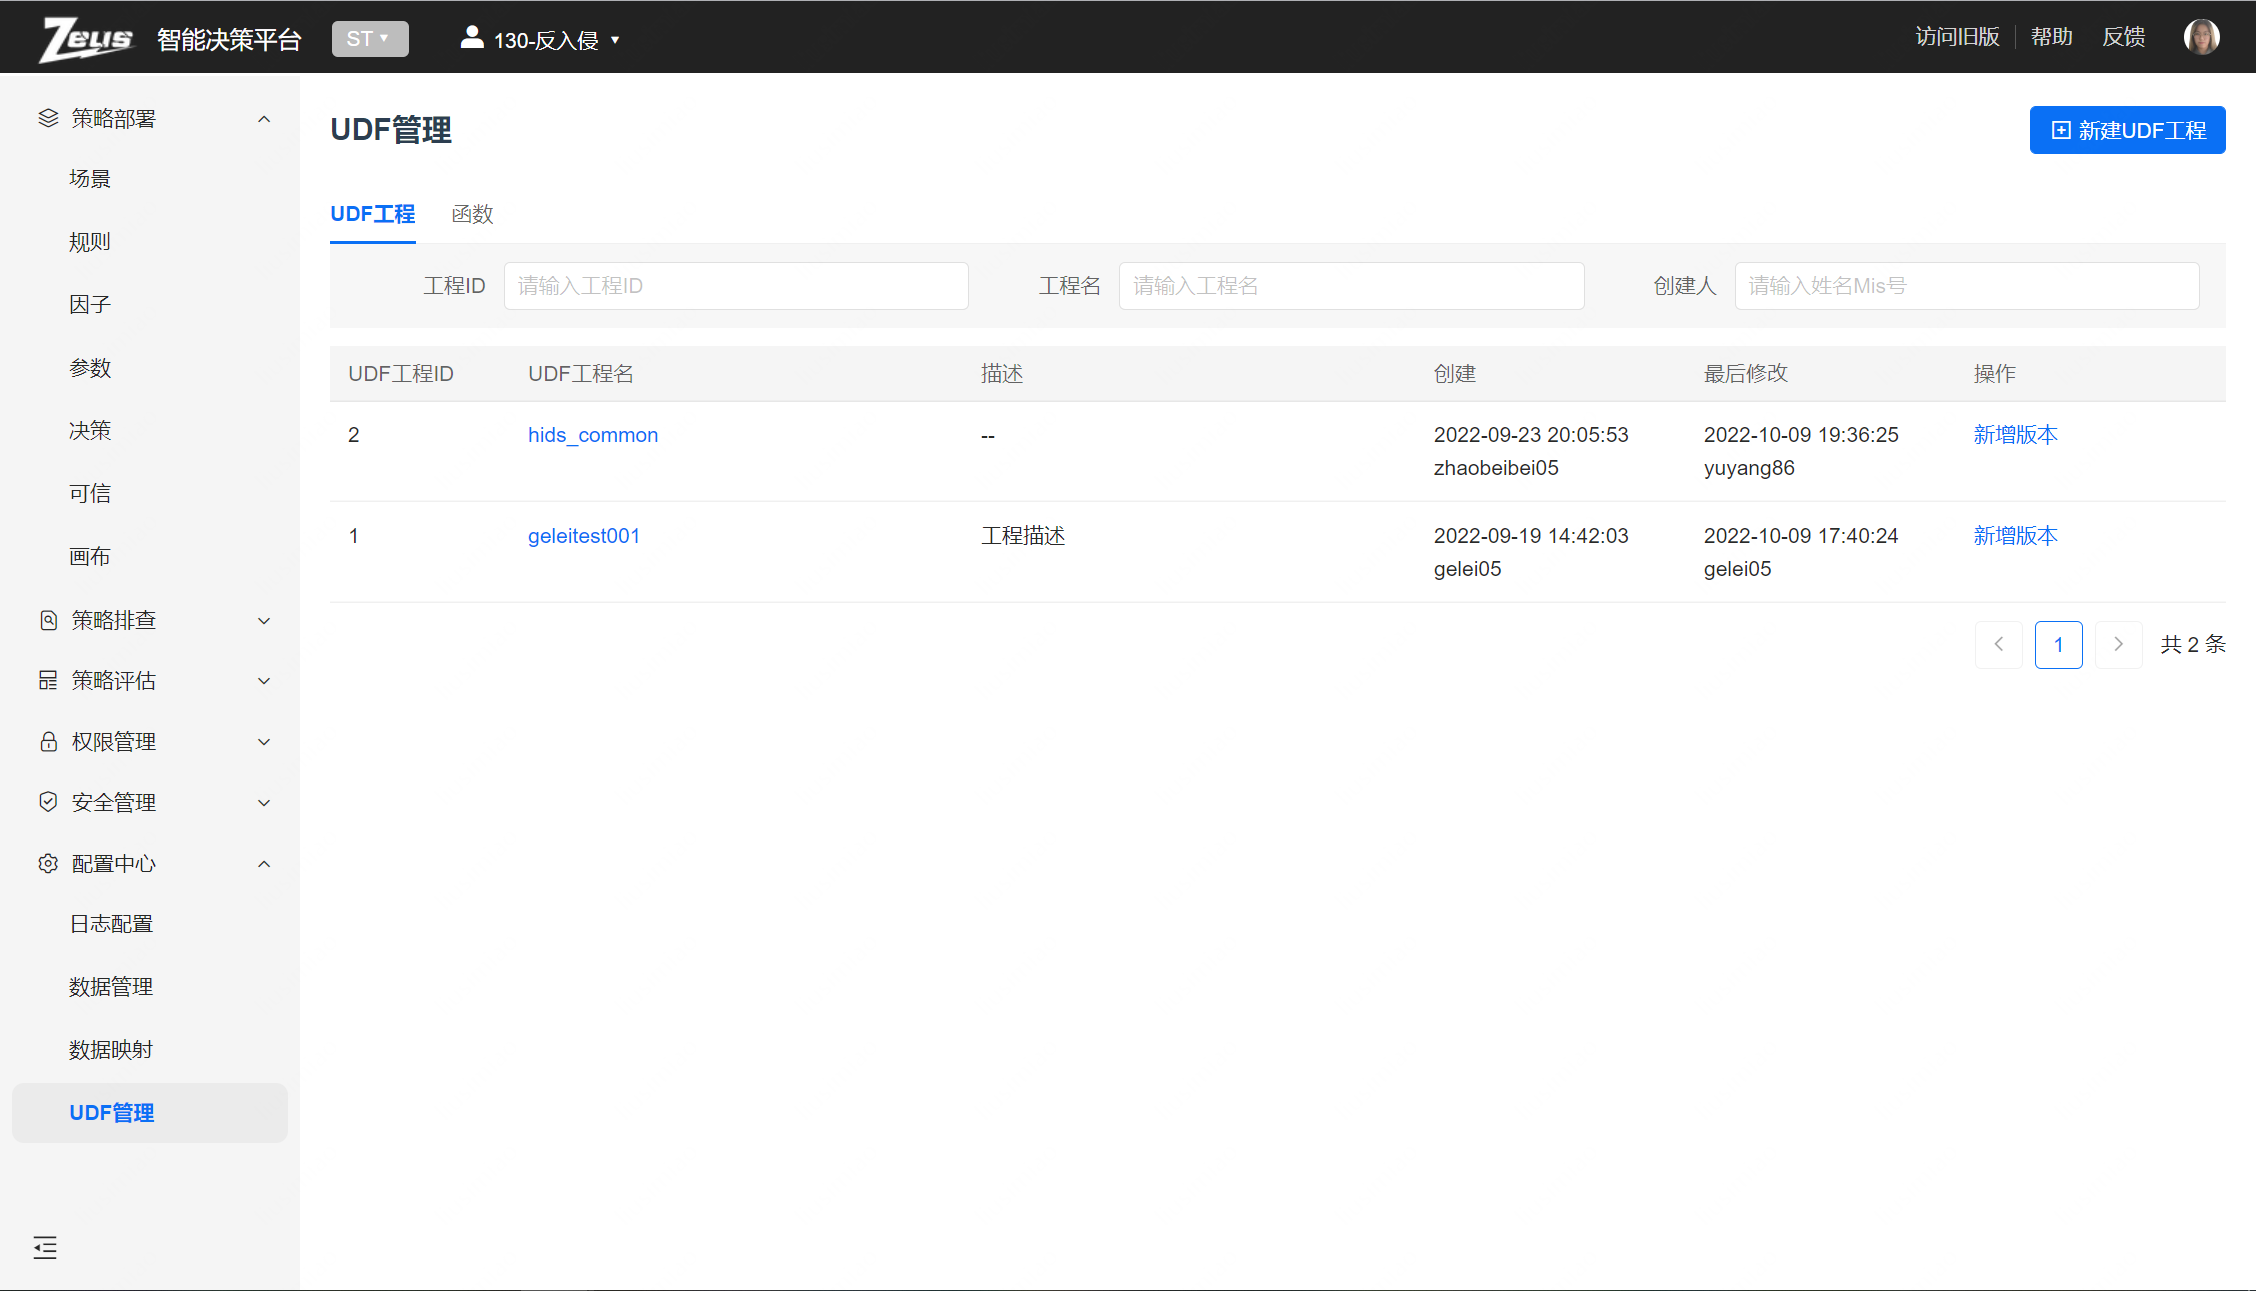 Zeus 智能决策平台 ST 130-反入侵 访问旧版 帮助 反馈
策略部署
场景
规则
因子
参数
决策
可信
画布
策略排查
策略评估
权限管理
安全管理
配置中心
日志配置
数据管理
数据映射
UDF管理
UDF管理 新建UDF工程
UDF工程 函数
工程ID 请输入工程ID 工程名 请输入工程名 创建人 请输入姓名Mis号
UDF工程ID UDF工程名 描述 创建 最后修改 操作
2 hids_common -- 2022-09-23 20:05:53 2022-10-09 19:36:25 新增版本
zhaobeibei05 yuyang86
1 geleitest001 工程描述 2022-09-19 14:42:03 2022-10-09 17:40:24 新增版本
gelei05 gelei05
1 共 2 条